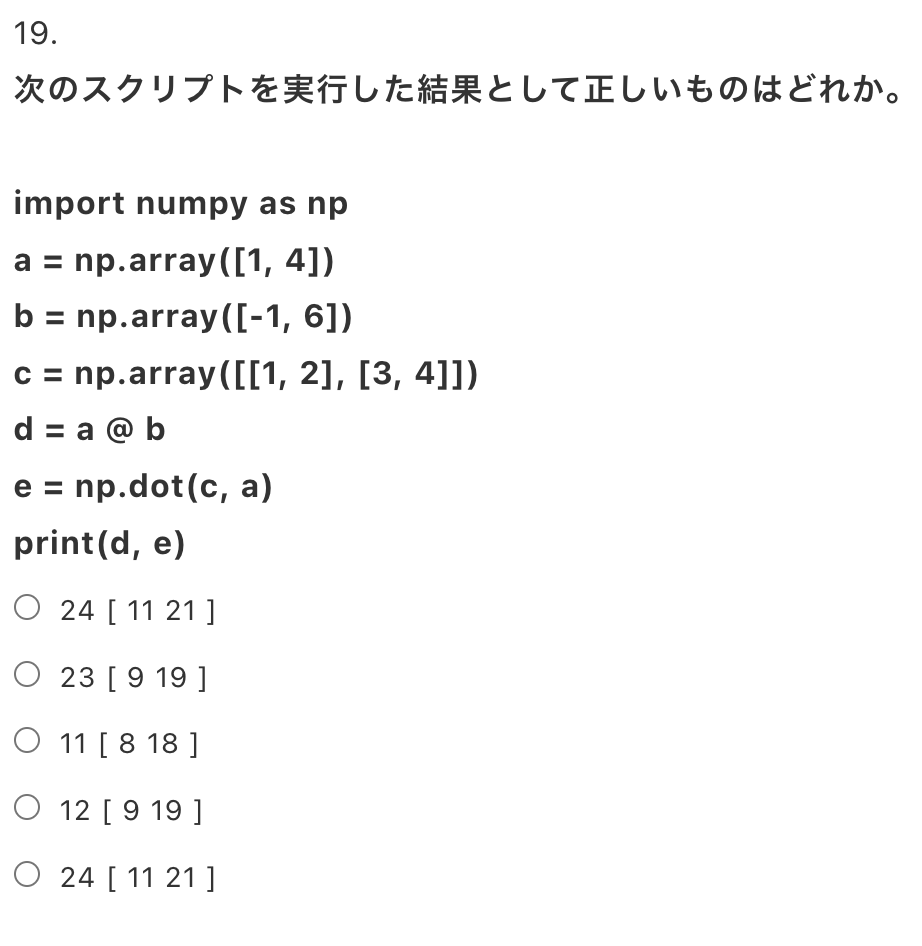 19.
次のスクリプトを実行した結果として正しいものはどれか。
import numpy as np
a = np.array([1, 4])
b = np.array([-1, 6])
c = np.array([[1, 2], [3, 4]])
d = a @ b
e = np.dot(c, a)
print(d, e)
24 [ 11 21 ]
23 [ 9 19 ]
11 [ 8 18 ]
12 [ 9 19 ]
24 [ 11 21 ]